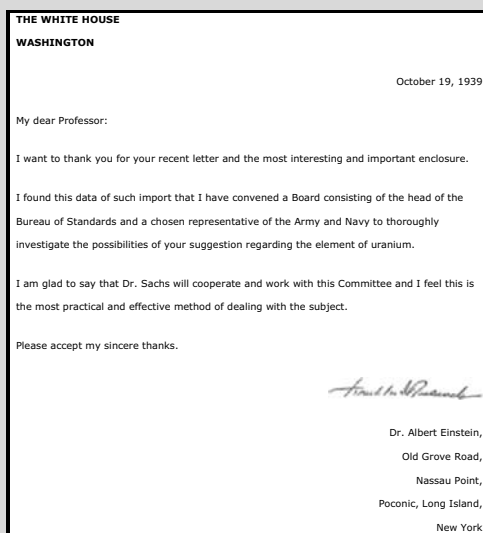 THE WHITE HOUSE
WASHINGTON
October 19, 1939
My dear Professor:
I want to thank you for your recent letter and the most interesting and important enclosure.
I found this data of such import that I have convened a Board consisting of the head of the
Bureau of Standards and a chosen representative of the Army and Navy to thoroughly
investigate the possibilities of your suggestion regarding the element of uranium.
I am glad to say that Dr. Sachs will cooperate and work with this Committee and I feel this is
the most practical and effective method of dealing with the subject.
Please accept my sincere thanks.
Dr. Albert Einstein,
Old Grove Road,
Nassau Point,
Poconic, Long Island,
New York